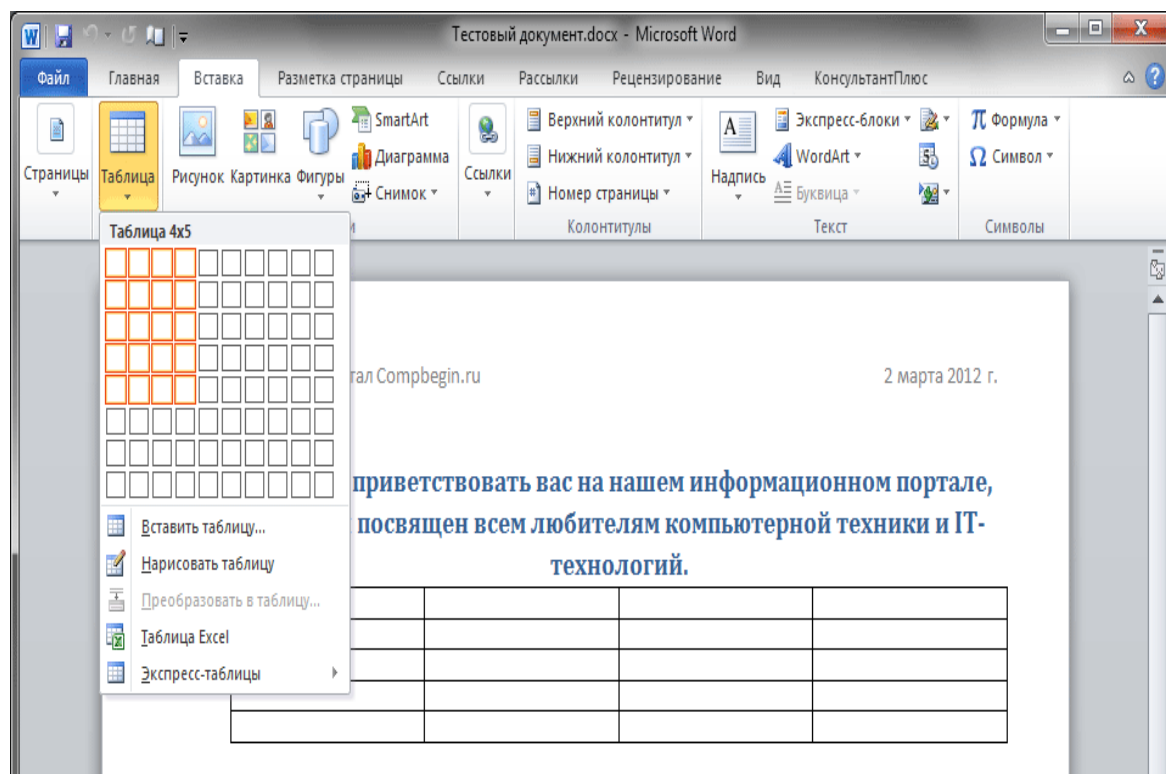 Тестовый документ.docx - Microsoft Word
Файл Главная Вставка Разметка страницы Ссылки Рассылки Рецензирование Вид КонсультантПлюс
Страницы
Таблица
Рисунок Картинка Фигуры
SmartArt
Диаграмма
Снимок
Ссылки
Верхний колонтитул
Нижний колонтитул
Номер страницы
Колонтитулы
Надпись
Экспресс-блоки
WordArt
Буквица
Текст
Формула
Символ
Символы
Таблица 4x5
Вставить таблицу...
Нарисовать таблицу
Преобразовать в таблицу...
Таблица Excel
Экспресс-таблицы
Compbegin.ru 2 марта 2012 г.
приветствовать вас на нашем информационном портале,
посвящен всем любителям компьютерной техники и IT-
технологий.